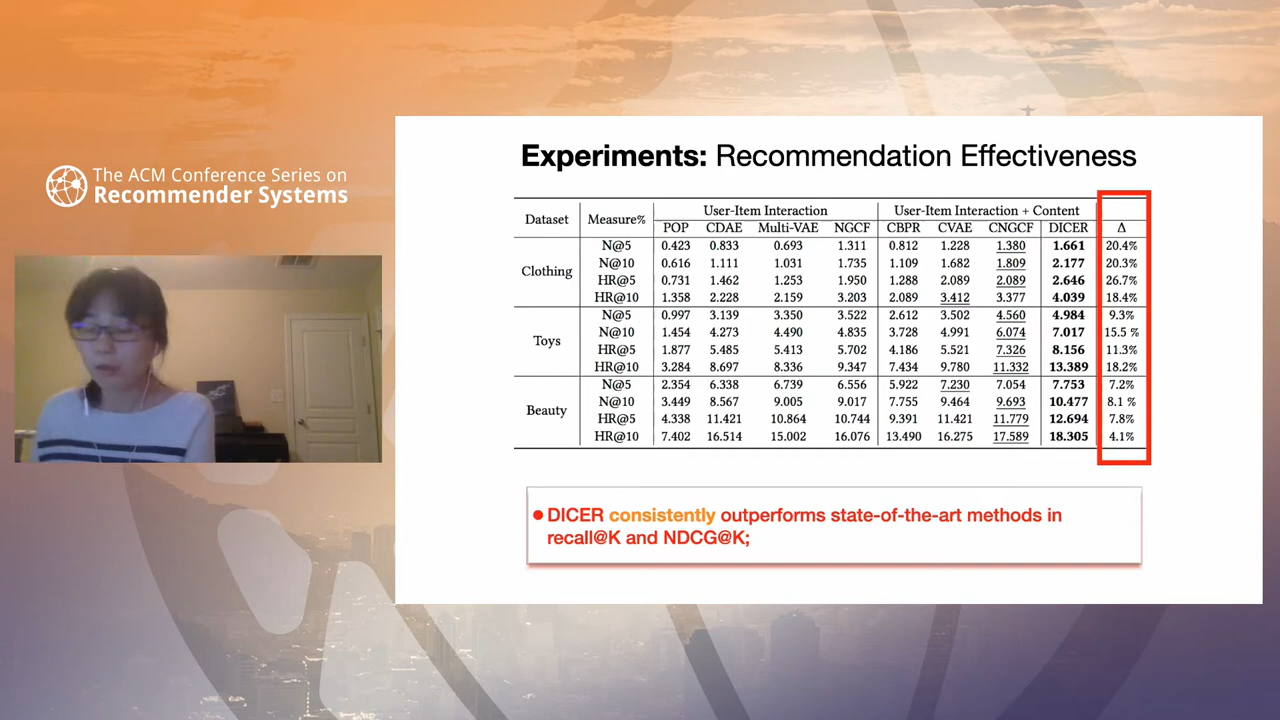 The ACM Conference Series on
Recommender Systems
Experiments: Recommendation Effectiveness
Dataset Measure% User-Item Interaction User-Item Interaction + Content
POP CDAE Multi-VAE NGCF CBPR CVAE CNGCF DICER Δ
Clothing
N@5 0.423 0.833 0.693 1.311 0.812 1.228 1.380 1.661 20.4%
N@10 0.616 1.111 1.031 1.735 1.109 1.682 1.809 2.177 20.3%
HR@5 0.731 1.462 1.253 1.950 1.288 2.089 2.089 2.646 26.7%
HR@10 1.358 2.228 2.159 3.203 2.089 3.412 3.377 4.039 18.4%
Toys
N@5 0.997 3.139 3.350 3.522 2.612 3.502 4.560 4.984 9.3%
N@10 1.454 4.273 4.490 4.835 3.728 4.991 6.074 7.017 15.5 %
HR@5 1.877 5.485 5.413 5.702 4.186 5.521 7.326 8.156 11.3%
HR@10 3.284 8.697 8.336 9.347 7.434 9.780 11.332 13.389 18.2%
Beauty
N@5 2.354 6.338 6.739 6.556 5.922 7.230 7.054 7.753 7.2%
N@10 3.449 8.567 9.005 9.017 7.755 9.464 9.693 10.477 8.1 %
HR@5 4.338 11.421 10.864 10.744 9.391 11.421 11.779 12.694 7.8%
HR@10 7.402 16.514 15.002 16.076 13.490 16.275 17.589 18.305 4.1%
● DICER consistently outperforms state-of-the-art methods in
recall@K and NDCG@K;